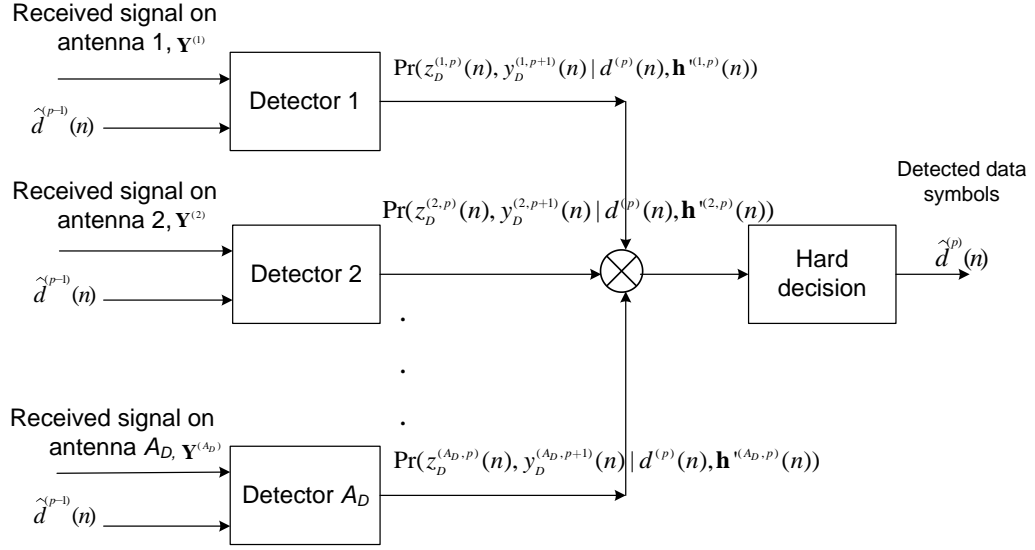 Received signal on
antenna 1, Y^(1)
Pr(z_D^(1,p)(n), y_D^(1,p+1)(n) | d^(p)(n), h'^(1,p)(n))
Detector 1
d̂^(p−1)(n)
Received signal on
antenna 2, Y^(2)
Pr(z_D^(2,p)(n), y_D^(2,p+1)(n) | d^(p)(n), h'^(2,p)(n))
Detected data
symbols
Detector 2
d̂^(p−1)(n)
Hard
decision
d̂^(p)(n)
.
.
.
Received signal on
antenna A_D, Y^(A_D)
Pr(z_D^(A_D,p)(n), y_D^(A_D,p+1)(n) | d^(p)(n), h'^(A_D,p)(n))
Detector A_D
d̂^(p−1)(n)